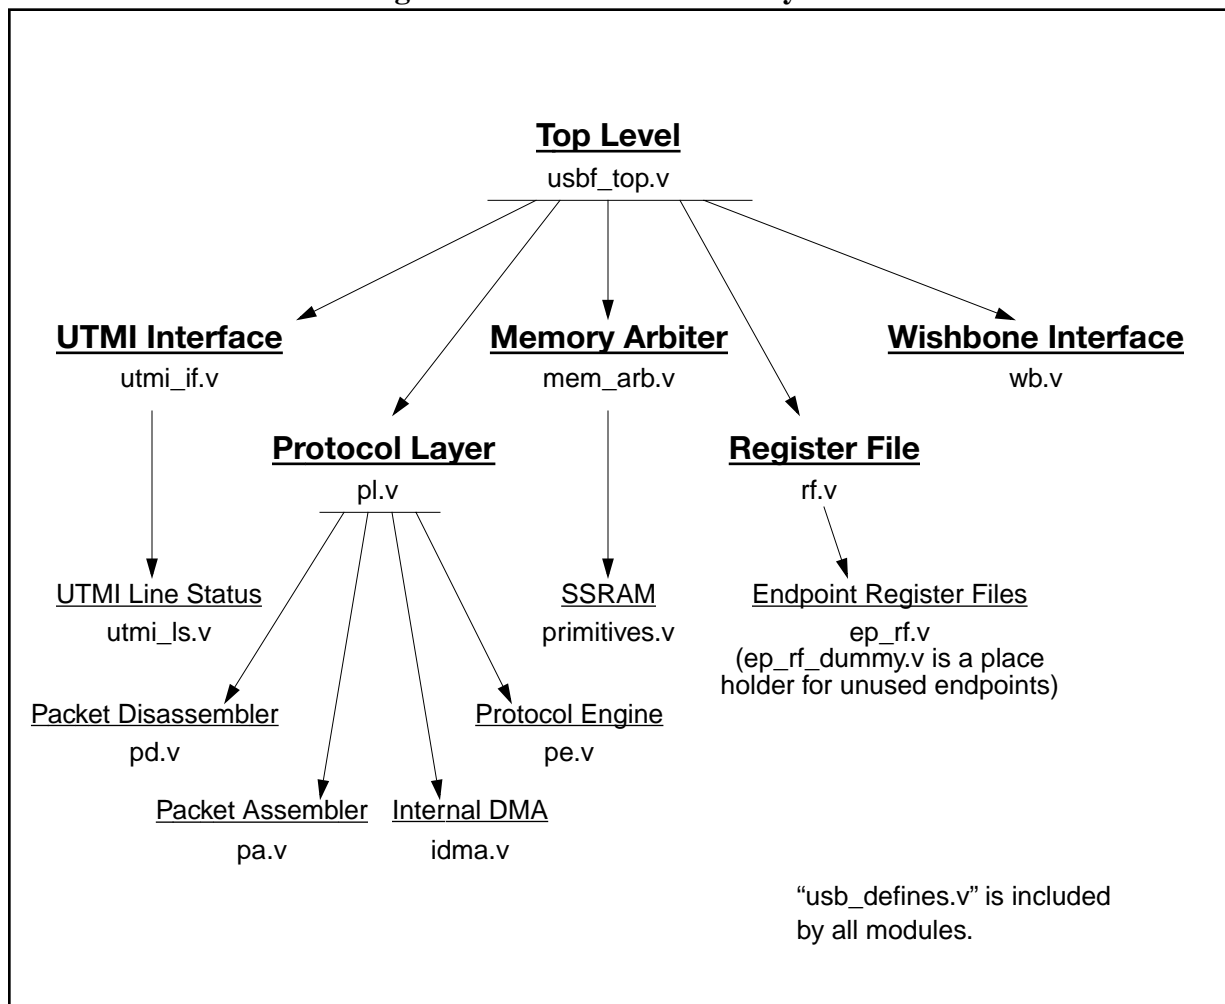 Top Level
usbf_top.v
UTMI Interface
utmi_if.v
Memory Arbiter
mem_arb.v
Wishbone Interface
wb.v
Protocol Layer
pl.v
Register File
rf.v
UTMI Line Status
utmi_ls.v
SSRAM
primitives.v
Endpoint Register Files
ep_rf.v
(ep_rf_dummy.v is a place
holder for unused endpoints)
Packet Disassembler
pd.v
Protocol Engine
pe.v
Packet Assembler
pa.v
Internal DMA
idma.v
“usb_defines.v” is included
by all modules.